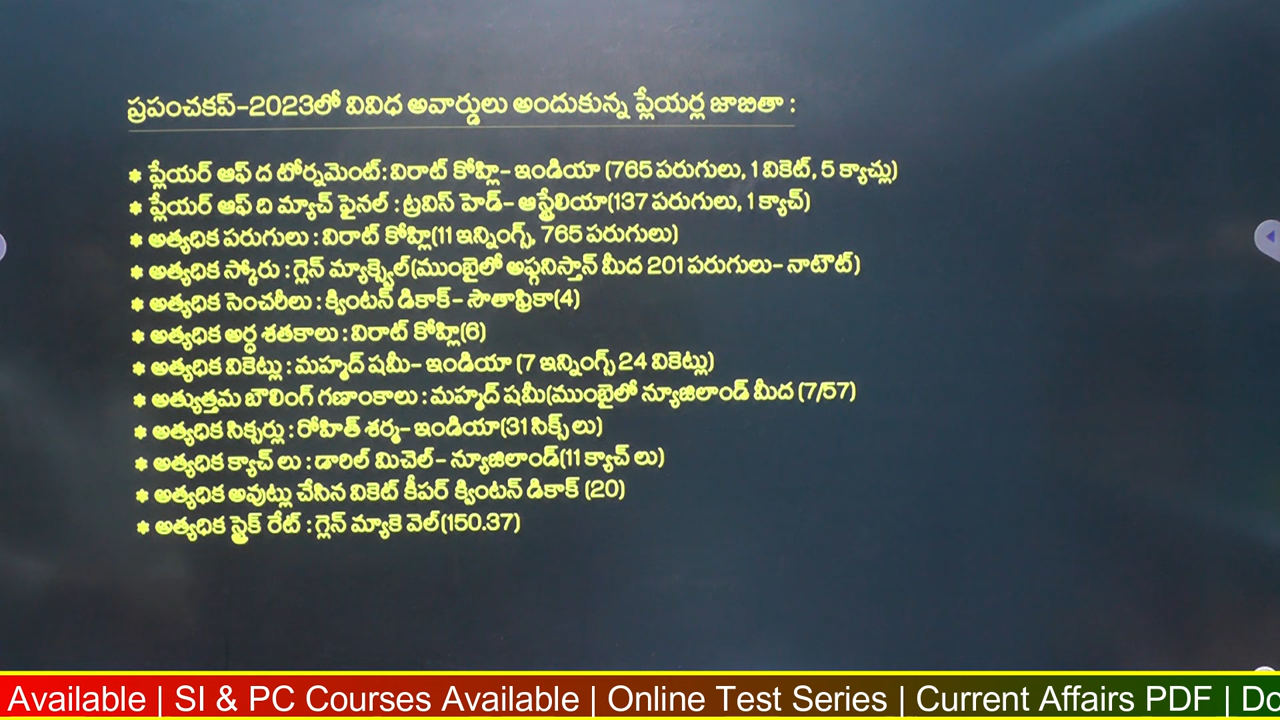 ప్రపంచకప్-2023లో వివిధ అవార్డులు అందుకున్న ప్లేయర్ల జాబితా :
* ప్లేయర్ ఆఫ్ ద టోర్నమెంట్: విరాట్ కోహ్లి- ఇండియా (765 పరుగులు, 1 వికెట్, 5 క్యాచ్లు)
* ప్లేయర్ ఆఫ్ ది మ్యాచ్ ఫైనల్ : ట్రవిస్ హెడ్- ఆస్ట్రేలియా(137 పరుగులు, 1 క్యాచ్)
* అత్యధిక పరుగులు : విరాట్ కోహ్లి(11 ఇన్నింగ్స్, 765 పరుగులు)
* అత్యధిక స్కోరు : గ్లెన్ మ్యాక్స్వెల్(ముంబైలో అఫ్గనిస్తాన్ మీద 201 పరుగులు- నాటౌట్)
* అత్యధిక సెంచరీలు : క్వింటన్ డికాక్- సౌతాఫ్రికా(4)
* అత్యధిక అర్ధ శతకాలు : విరాట్ కోహ్లి(6)
* అత్యధిక వికెట్లు : మహ్మద్ షమీ- ఇండియా (7 ఇన్నింగ్స్ 24 వికెట్లు)
* అత్యుత్తమ బౌలింగ్ గణాంకాలు : మహ్మద్ షమీ(ముంబైలో న్యూజిలాండ్ మీద (7/57)
* అత్యధిక సిక్సర్లు : రోహిత్ శర్మ- ఇండియా(31 సిక్స్ లు)
* అత్యధిక క్యాచ్ లు : డారిల్ మిచెల్- న్యూజిలాండ్(11 క్యాచ్ లు)
* అత్యధిక అవుట్లు చేసిన వికెట్ కీపర్ క్వింటన్ డికాక్ (20)
* అత్యధిక స్ట్రైక్ రేట్ : గ్లెన్ మ్యాకె వెల్(150.37)
Available | SI & PC Courses Available | Online Test Series | Current Affairs PDF | Do